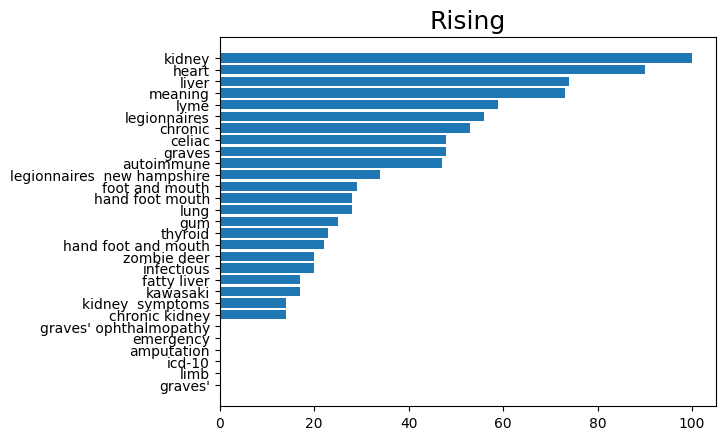 Rising
kidney
heart
liver
meaning
lyme
legionnaires
chronic
celiac
graves
autoimmune
legionnaires  new hampshire
foot and mouth
hand foot mouth
lung
gum
thyroid
hand foot and mouth
zombie deer
infectious
fatty liver
kawasaki
kidney  symptoms
chronic kidney
graves' ophthalmopathy
emergency
amputation
icd-10
limb
graves'
0 20 40 60 80 100